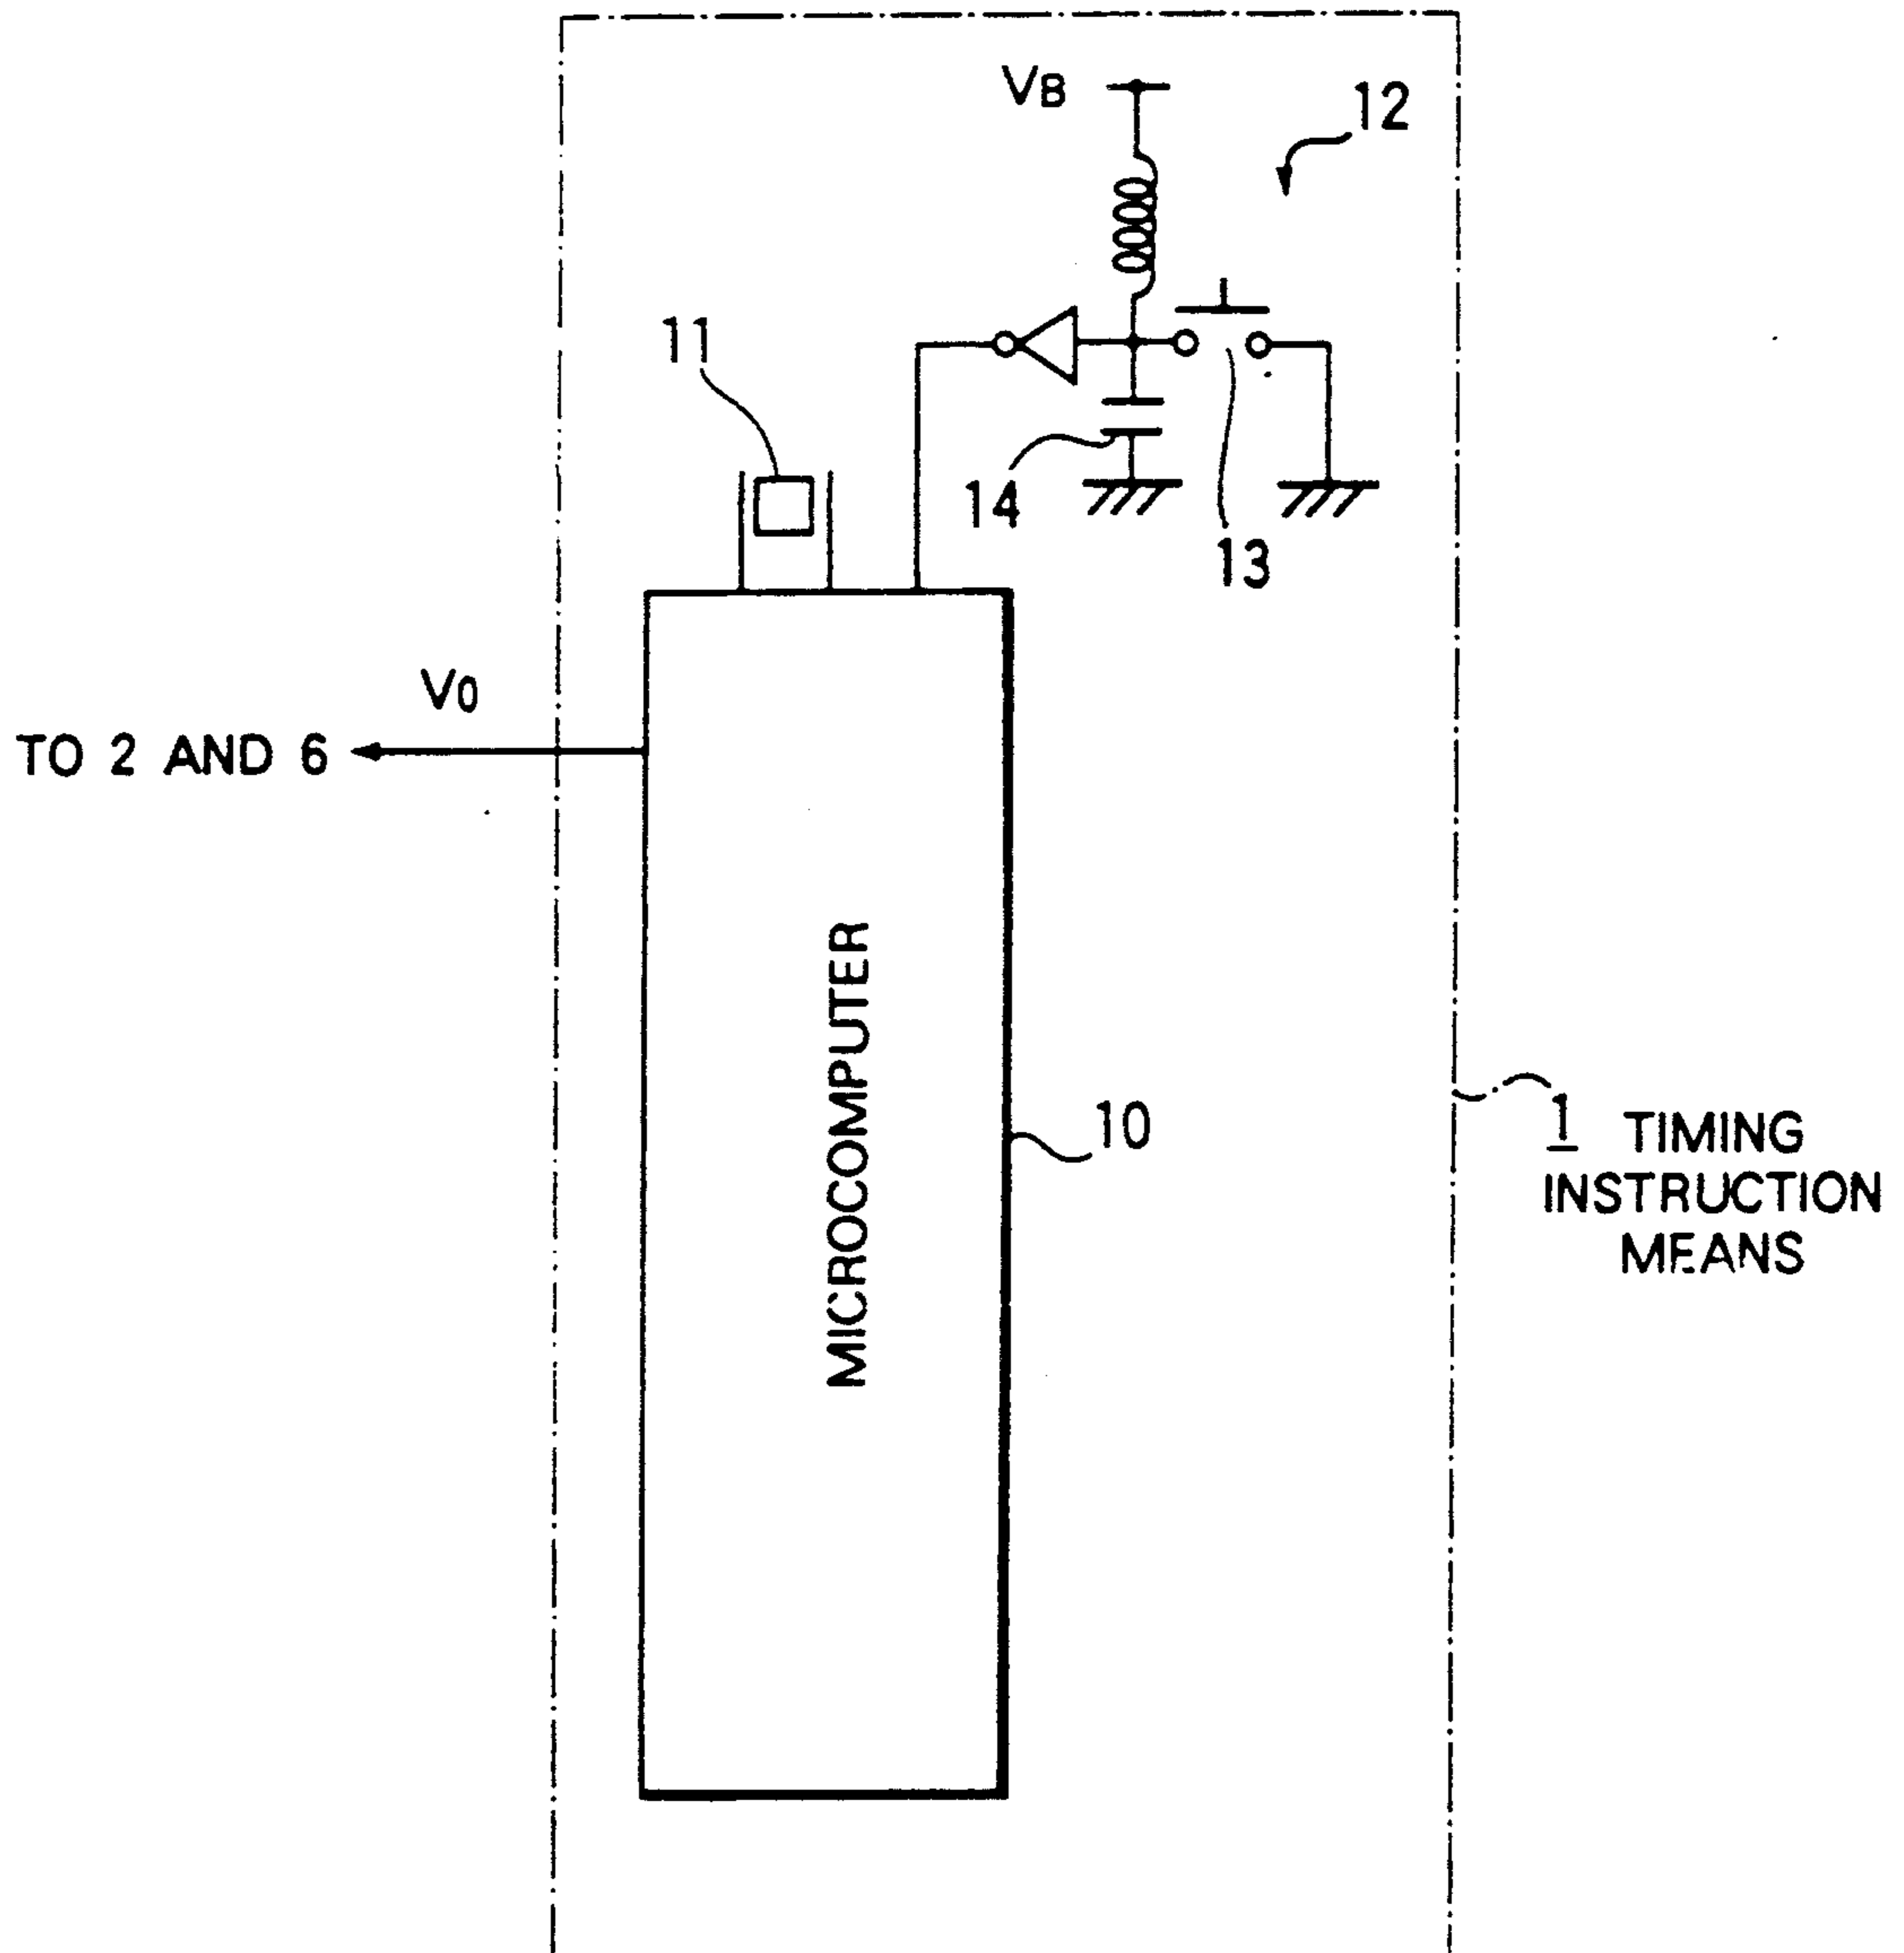 VB
12
11
14
13
V0
TO 2 AND 6
MICROCOMPUTER
10
1 TIMING
INSTRUCTION
MEANS